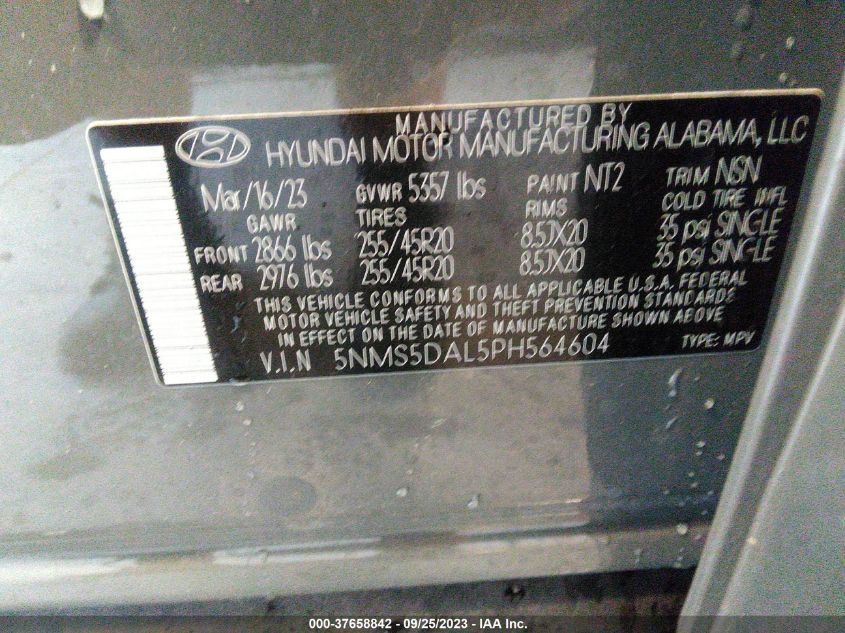 MANUFACTURED BY
HYUNDAI MOTOR MANUFACTURING ALABAMA, LLC
Mar/16/23 GVWR 5357 lbs PAINT NT2 TRIM NSN
GAWR TIRES RIMS COLD TIRE INFL
FRONT 2866 lbs 255/45R20 8.5JX20 35 psi SINGLE
REAR 2976 lbs 255/45R20 8.5JX20 35 psi SINGLE
THIS VEHICLE CONFORMS TO ALL APPLICABLE U.S.A. FEDERAL
MOTOR VEHICLE SAFETY AND THEFT PREVENTION STANDARDS
IN EFFECT ON THE DATE OF MANUFACTURE SHOWN ABOVE
V.I.N 5NMS5DAL5PH564604 TYPE: MPV
000-37658842 - 09/25/2023 - © IAA Inc.